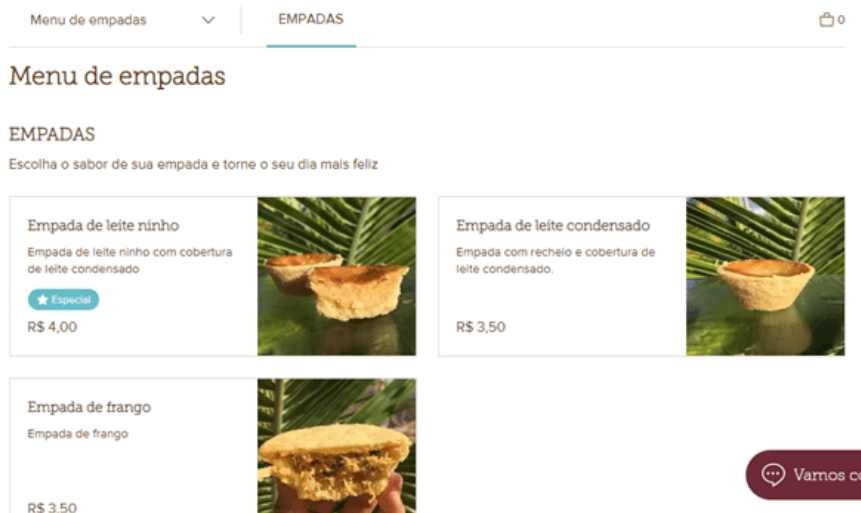 Menu de empadas
EMPADAS
0
Menu de empadas
EMPADAS
Escolha o sabor de sua empada e torne o seu dia mais feliz
Empada de leite ninho
Empada de leite ninho com cobertura
de leite condensado
Especial
R$ 4,00
Empada de leite condensado
Empada com recheio e cobertura de
leite condensado.
R$ 3,50
Empada de frango
Empada de frango
R$ 3,50
Vamos